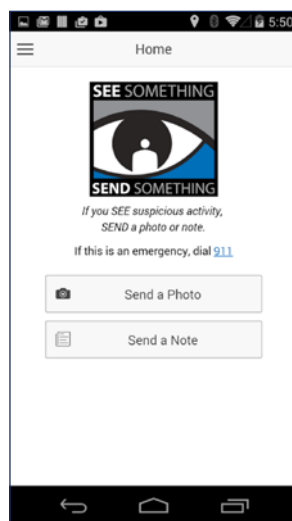 5:50
Home
SEE SOMETHING
SEND SOMETHING
If you SEE suspicious activity,
SEND a photo or note.
If this is an emergency, dial 911
Send a Photo
Send a Note